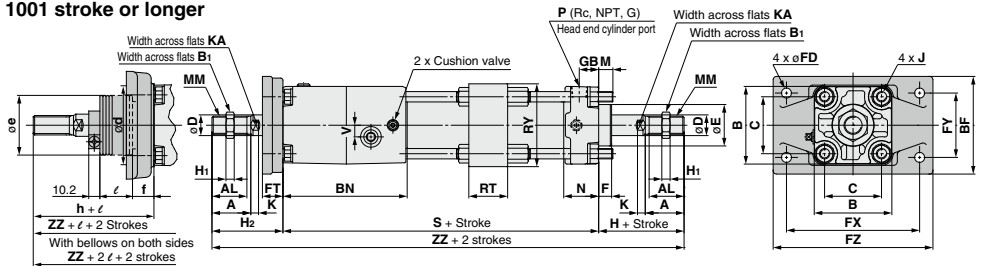 1001 stroke or longer
P (Rc, NPT, G)
Head end cylinder port
Width across flats KA
Width across flats B1
Width across flats KA
Width across flats B1
2 x Cushion valve
GB M
4 x øFD
4 x J
MM
MM
øe
ød
øD
V
RY
øD
øE
B
C
FY
BF
H1
AL
FT
BN
RT
N
F
AL
H1
10.2
ℓ
f
A
K
K
A
C
B
h + ℓ
H2
S + Stroke
H + Stroke
FX
ZZ + ℓ + 2 Strokes
ZZ + 2 strokes
FZ
With bellows on both sides
ZZ + 2 ℓ + 2 strokes